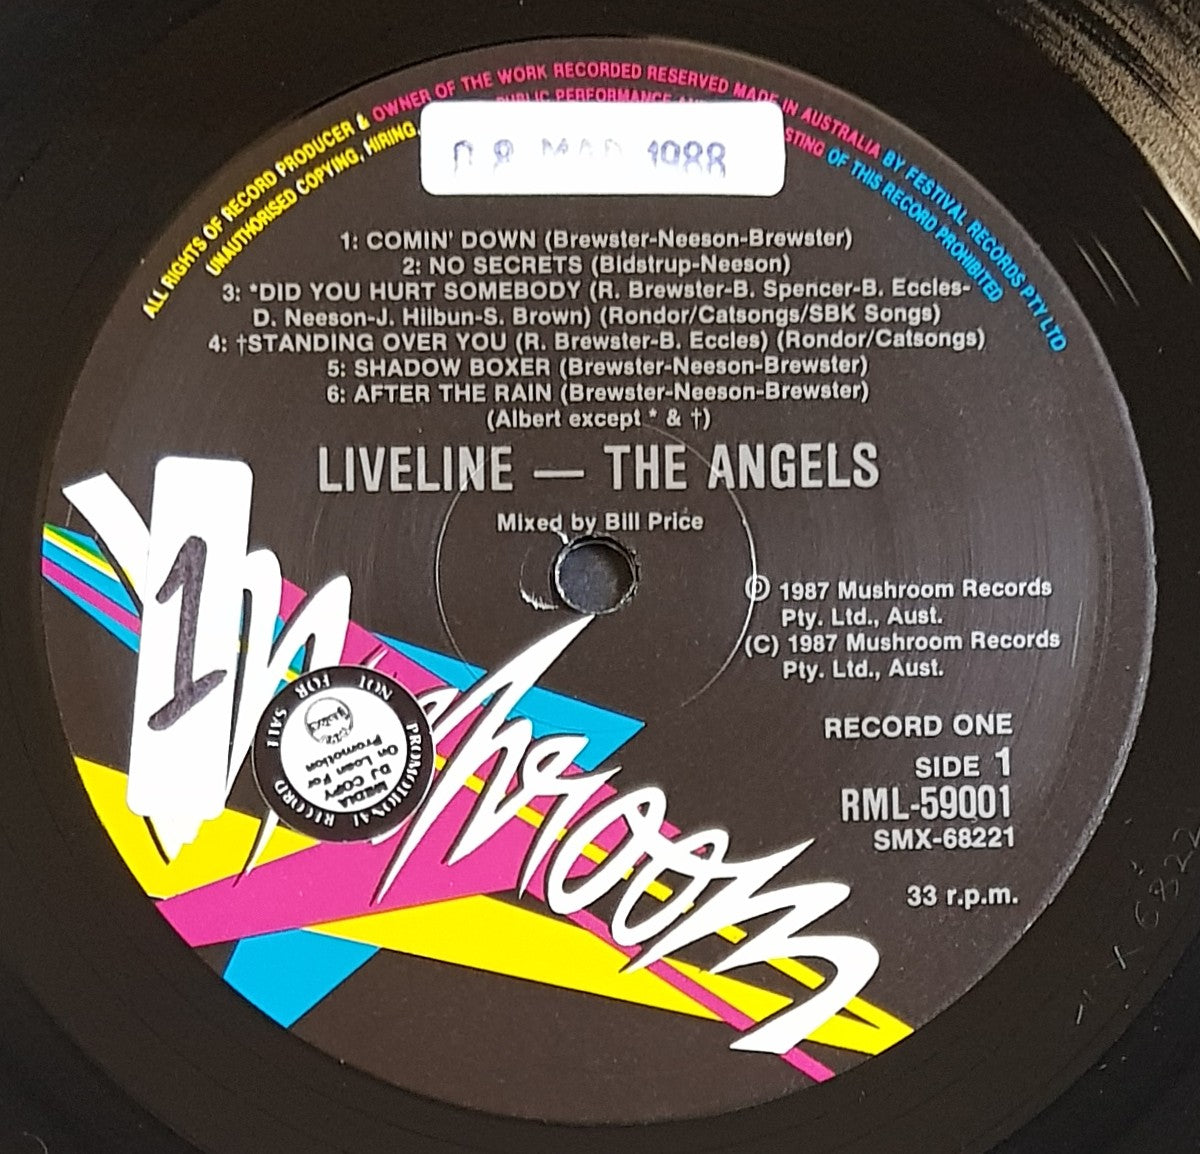 ALL RIGHTS OF RECORD PRODUCER & OWNER OF THE WORK RECORDED RESERVED MADE IN AUSTRALIA BY FESTIVAL RECORDS PTY LTD
UNAUTHORISED COPYING, HIRING, PUBLIC PERFORMANCE OF THIS RECORD PROHIBITED
1988
1: COMIN' DOWN (Brewster-Neeson-Brewster)
2: NO SECRETS (Bidstrup-Neeson)
3: *DID YOU HURT SOMEBODY (R. Brewster-B. Spencer-B. Eccles-
D. Neeson-J. Hilbun-S. Brown) (Rondor/Catsongs/SBK Songs)
4: †STANDING OVER YOU (R. Brewster-B. Eccles) (Rondor/Catsongs)
5: SHADOW BOXER (Brewster-Neeson-Brewster)
6: AFTER THE RAIN (Brewster-Neeson-Brewster)
(Albert except * & †)
LIVELINE — THE ANGELS
Mixed by Bill Price
℗ 1987 Mushroom Records
Pty. Ltd., Aust.
(C) 1987 Mushroom Records
Pty. Ltd., Aust.
RECORD ONE
SIDE 1
RML-59001
SMX-68221
33 r.p.m.
1
Mushroom
PROMOTIONAL RECORD
NOT FOR SALE
MEDIA
DJ COPY
On Loan For
Promotion